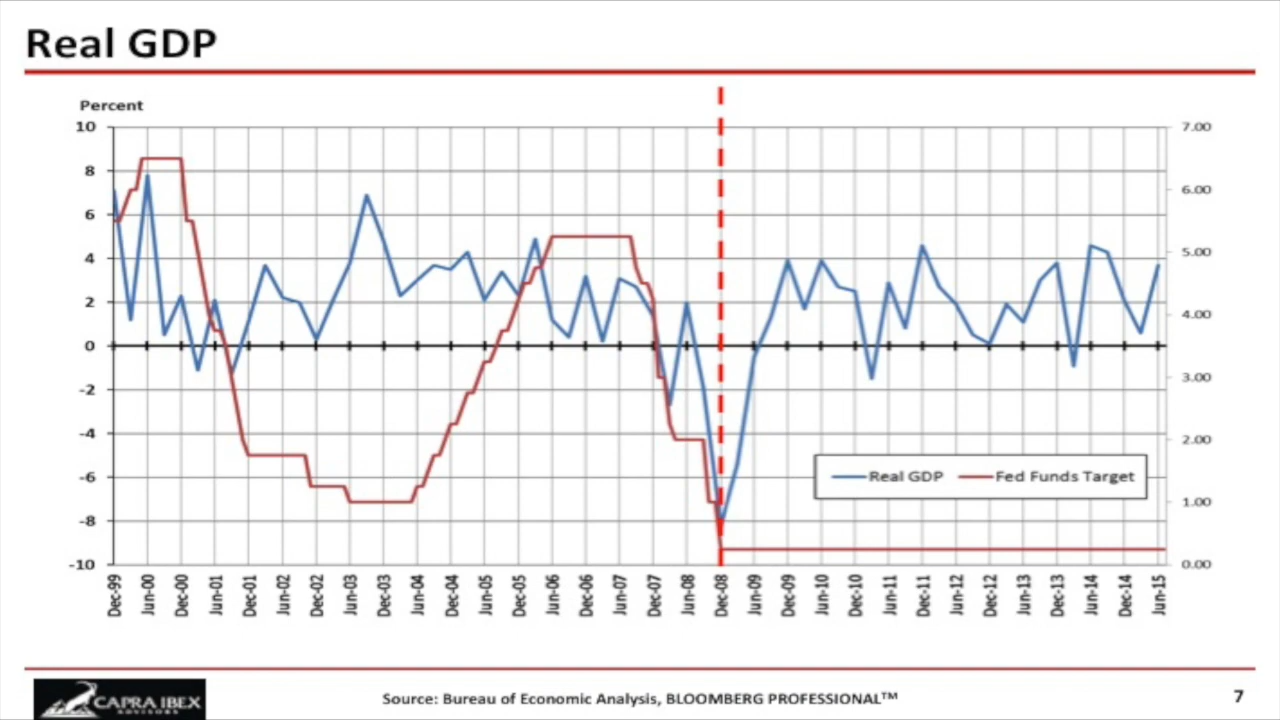 Real GDP
Percent
10
8
6
4
2
0
-2
-4
-6
-8
-10
7.00
6.00
5.00
4.00
3.00
2.00
1.00
0.00
Real GDP
Fed Funds Target
Dec-99
Jun-00
Dec-00
Jun-01
Dec-01
Jun-02
Dec-02
Jun-03
Dec-03
Jun-04
Dec-04
Jun-05
Dec-05
Jun-06
Dec-06
Jun-07
Dec-07
Jun-08
Dec-08
Jun-09
Dec-09
Jun-10
Dec-10
Jun-11
Dec-11
Jun-12
Dec-12
Jun-13
Dec-13
Jun-14
Dec-14
Jun-15
CAPRA IBEX
ADVISORS
Source: Bureau of Economic Analysis, BLOOMBERG PROFESSIONAL™
7